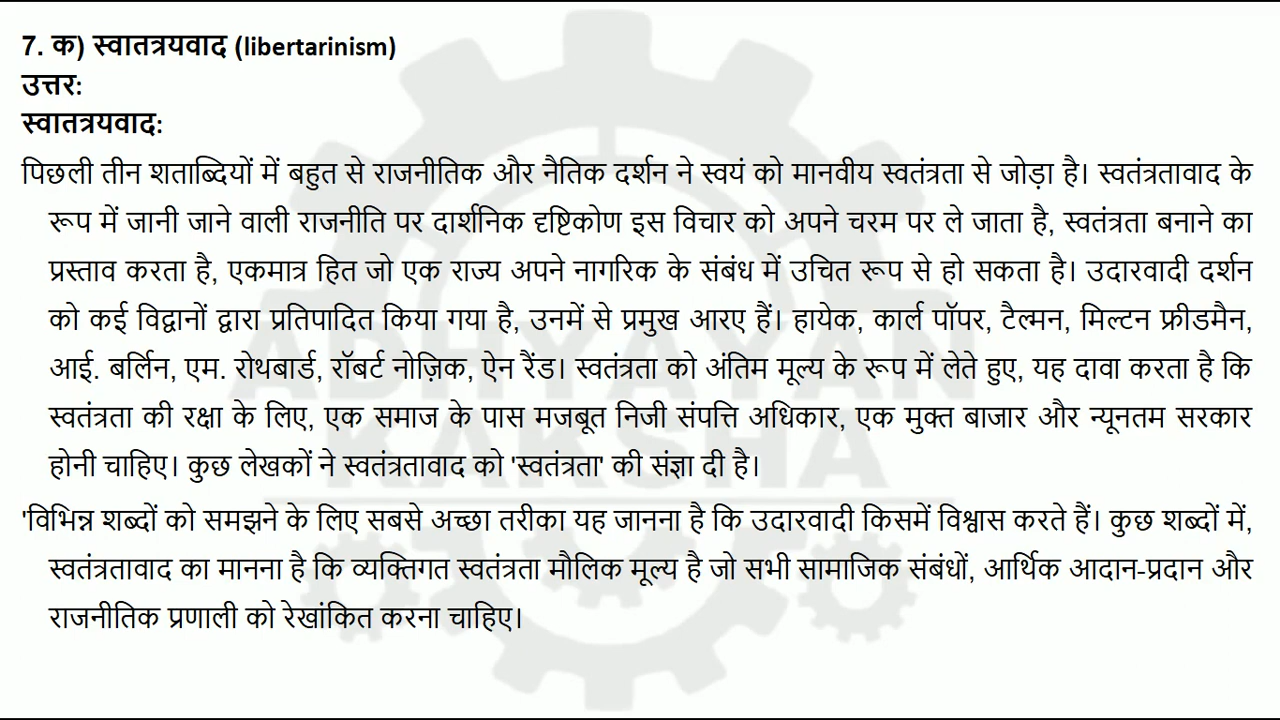 7. क) स्वातत्रयवाद (libertarinism)
उत्तर:
स्वातत्रयवाद:
पिछली तीन शताब्दियों में बहुत से राजनीतिक और नैतिक दर्शन ने स्वयं को मानवीय स्वतंत्रता से जोड़ा है। स्वतंत्रतावाद के
रूप में जानी जाने वाली राजनीति पर दार्शनिक दृष्टिकोण इस विचार को अपने चरम पर ले जाता है, स्वतंत्रता बनाने का
प्रस्ताव करता है, एकमात्र हित जो एक राज्य अपने नागरिक के संबंध में उचित रूप से हो सकता है। उदारवादी दर्शन
को कई विद्वानों द्वारा प्रतिपादित किया गया है, उनमें से प्रमुख आरए हैं। हायेक, कार्ल पॉपर, टैल्मन, मिल्टन फ्रीडमैन,
आई. बर्लिन, एम. रोथबार्ड, रॉबर्ट नोज़िक, ऐन रैंड। स्वतंत्रता को अंतिम मूल्य के रूप में लेते हुए, यह दावा करता है कि
स्वतंत्रता की रक्षा के लिए, एक समाज के पास मजबूत निजी संपत्ति अधिकार, एक मुक्त बाजार और न्यूनतम सरकार
होनी चाहिए। कुछ लेखकों ने स्वतंत्रतावाद को 'स्वतंत्रता' की संज्ञा दी है।
'विभिन्न शब्दों को समझने के लिए सबसे अच्छा तरीका यह जानना है कि उदारवादी किसमें विश्वास करते हैं। कुछ शब्दों में,
स्वतंत्रतावाद का मानना है कि व्यक्तिगत स्वतंत्रता मौलिक मूल्य है जो सभी सामाजिक संबंधों, आर्थिक आदान-प्रदान और
राजनीतिक प्रणाली को रेखांकित करना चाहिए।
ADHYAYAN
KAKSHA